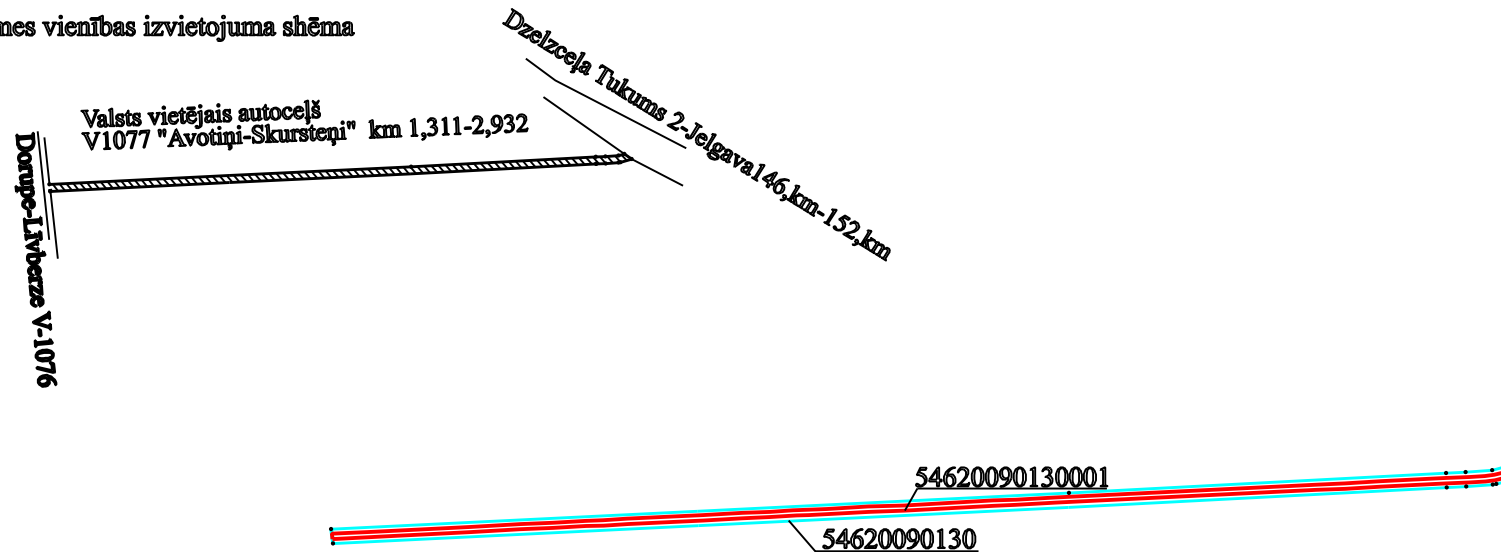 vienības izvietojuma shēma
Dzelzceļa Tukums 2-Jelgava146,km-152,km
Valsts vietējais autoceļš
V1077 "Avotiņi-Skursteņi" km 1,311-2,932
Dorupe-Līvberze V-1076
54620090130001
54620090130